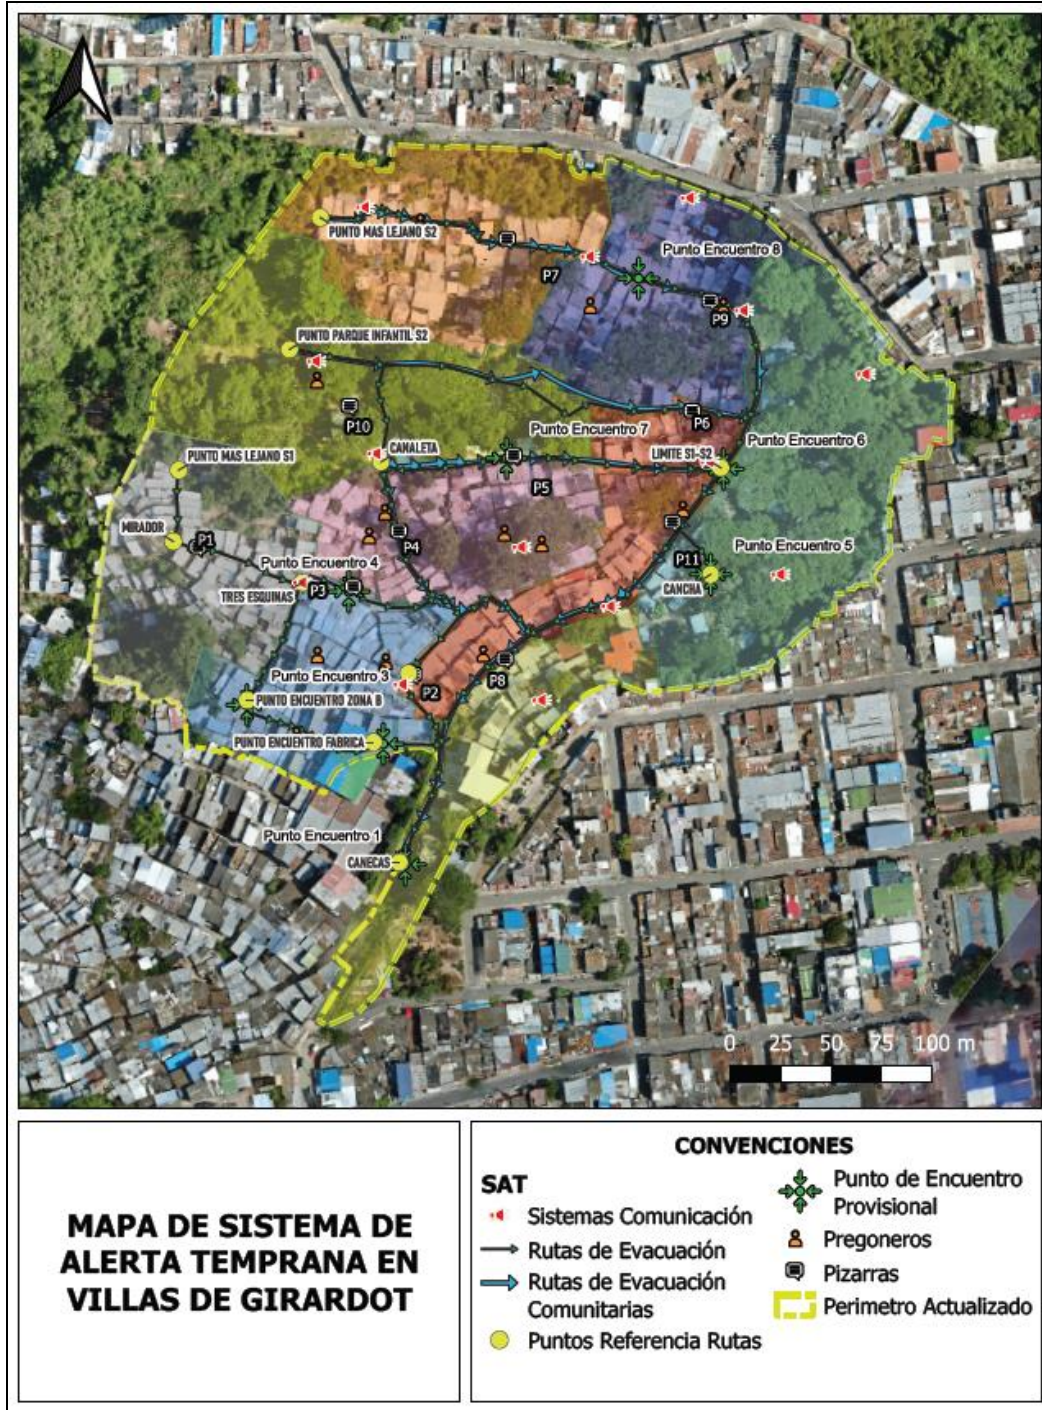 PUNTO MAS LEJANO S2
Punto Encuentro 8
P7
P9
PUNTO PARQUE INFANTIL S2
P10
Punto Encuentro 7
P6
CANALETA
LIMITE S1-S2
Punto Encuentro 6
PUNTO MAS LEJANO S1
P5
MIRADOR
P1
P4
Punto Encuentro 4
Punto Encuentro 5
P11
TRES ESQUINAS
P3
CANCHA
Punto Encuentro 3
P8
P2
PUNTO ENCUENTRO ZONA B
PUNTO ENCUENTRO FABRICA
Punto Encuentro 1
CANECAS
0 25 50 75 100 m
MAPA DE SISTEMA DE
ALERTA TEMPRANA EN
VILLAS DE GIRARDOT
CONVENCIONES
SAT
Sistemas Comunicación
Rutas de Evacuación
Rutas de Evacuación
Comunitarias
Puntos Referencia Rutas
Punto de Encuentro
Provisional
Pregoneros
Pizarras
Perimetro Actualizado